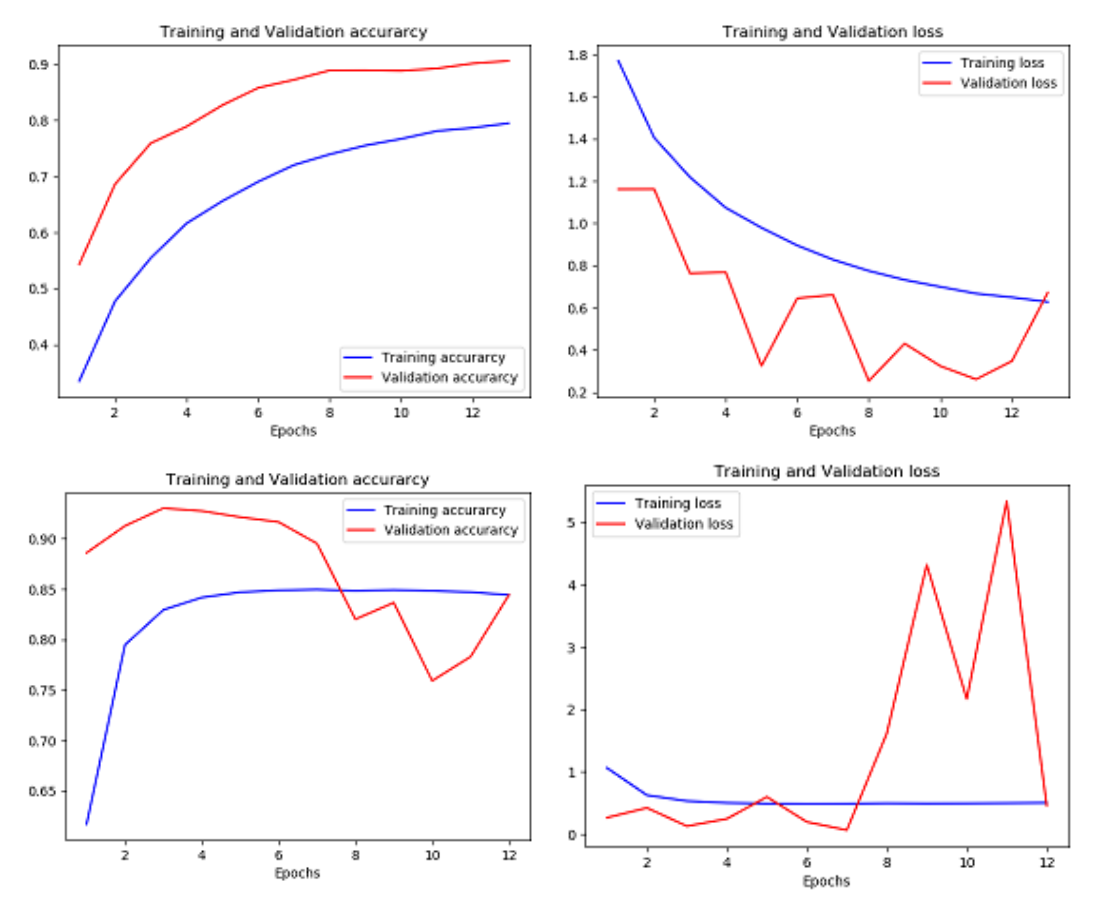 Training and Validation accurarcy
0.9
0.8
0.7
0.6
0.5
0.4
Training accurarcy
Validation accurarcy
2 4 6 8 10 12
Epochs
Training and Validation loss
1.8
1.6
1.4
1.2
1.0
0.8
0.6
0.4
0.2
Training loss
Validation loss
2 4 6 8 10 12
Epochs
Training and Validation accurarcy
0.90
0.85
0.80
0.75
0.70
0.65
Training accurarcy
Validation accurarcy
2 4 6 8 10 12
Epochs
Training and Validation loss
Training loss
Validation loss
5
4
3
2
1
0
2 4 6 8 10 12
Epochs